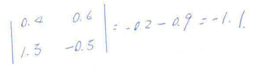 | 0.4 0.6 |
| 1.5 -0.5 | = -0.2 - 0.9 = -1.1.